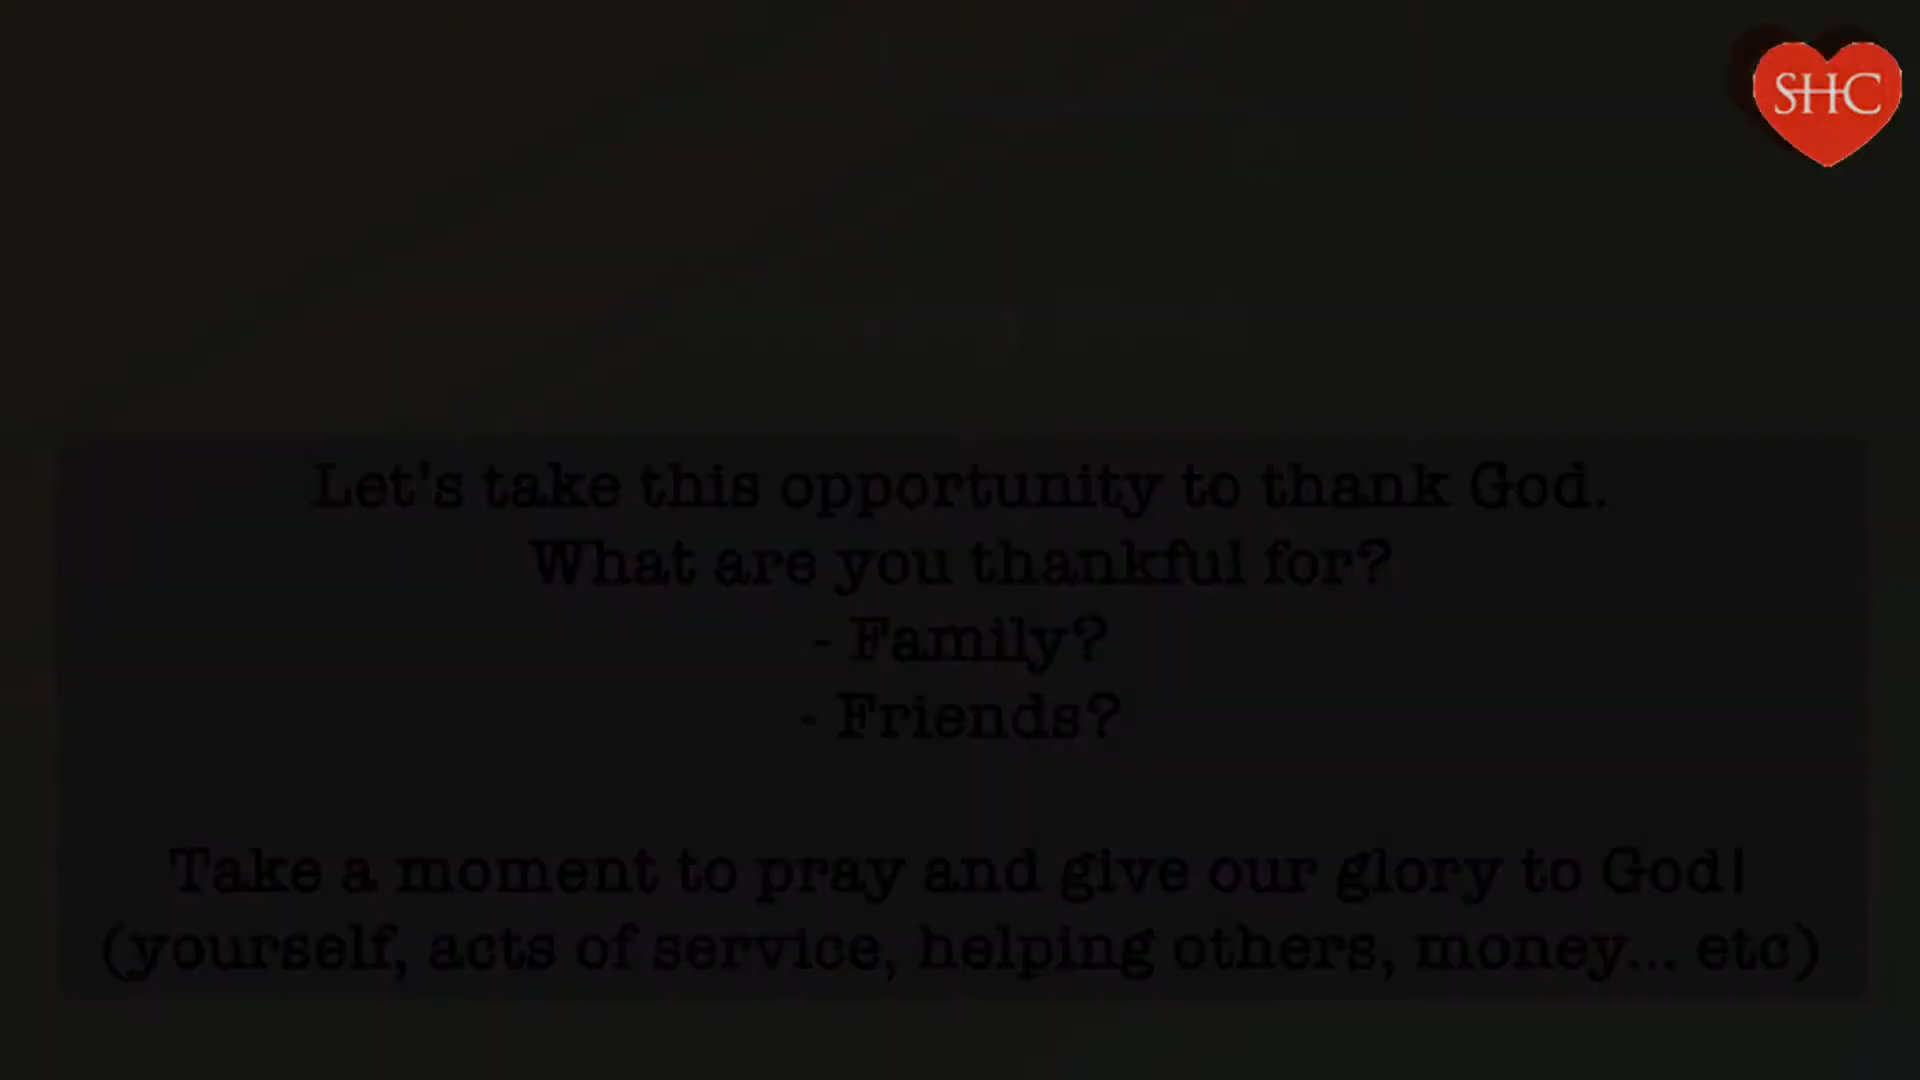 SHC
Let's take this opportunity to thank God.
What are you thankful for?
- Family?
- Friends?
Take a moment to pray and give our glory to God!
(yourself, acts of service, helping others, money... etc)